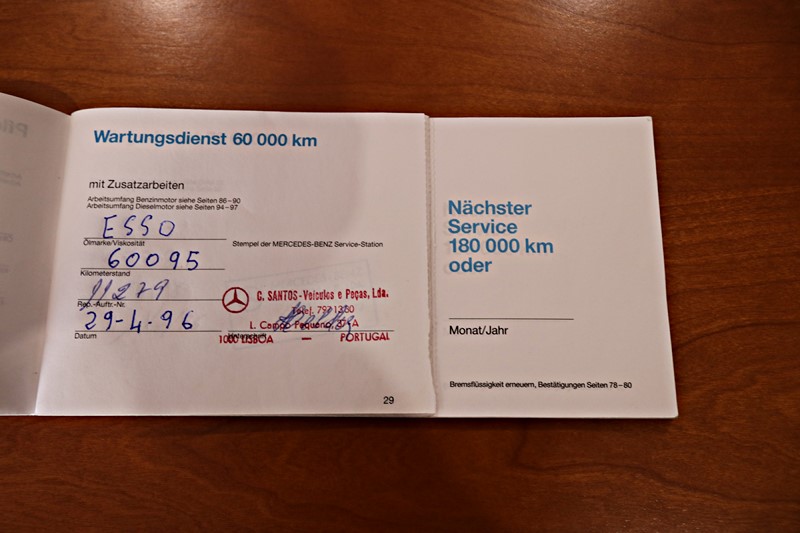 Wartungsdienst 60 000 km
mit Zusatzarbeiten
Arbeitsumfang Benzinmotor siehe Seiten 86–90
Arbeitsumfang Dieselmotor siehe Seiten 94–97
ESSO
Ölmarke/Viskosität
Stempel der MERCEDES-BENZ Service-Station
60095
Kilometerstand
11279
Rep.-Auftr.-Nr.
29-4-96
Datum
C. SANTOS-Veiculos e Peças, Lda.
Telef.
I. Campo Pequeno
1000 LISBOA — PORTUGAL
29
Nächster
Service
180 000 km
oder
Monat/Jahr
Bremsflüssigkeit erneuern, Bestätigungen Seiten 78–80